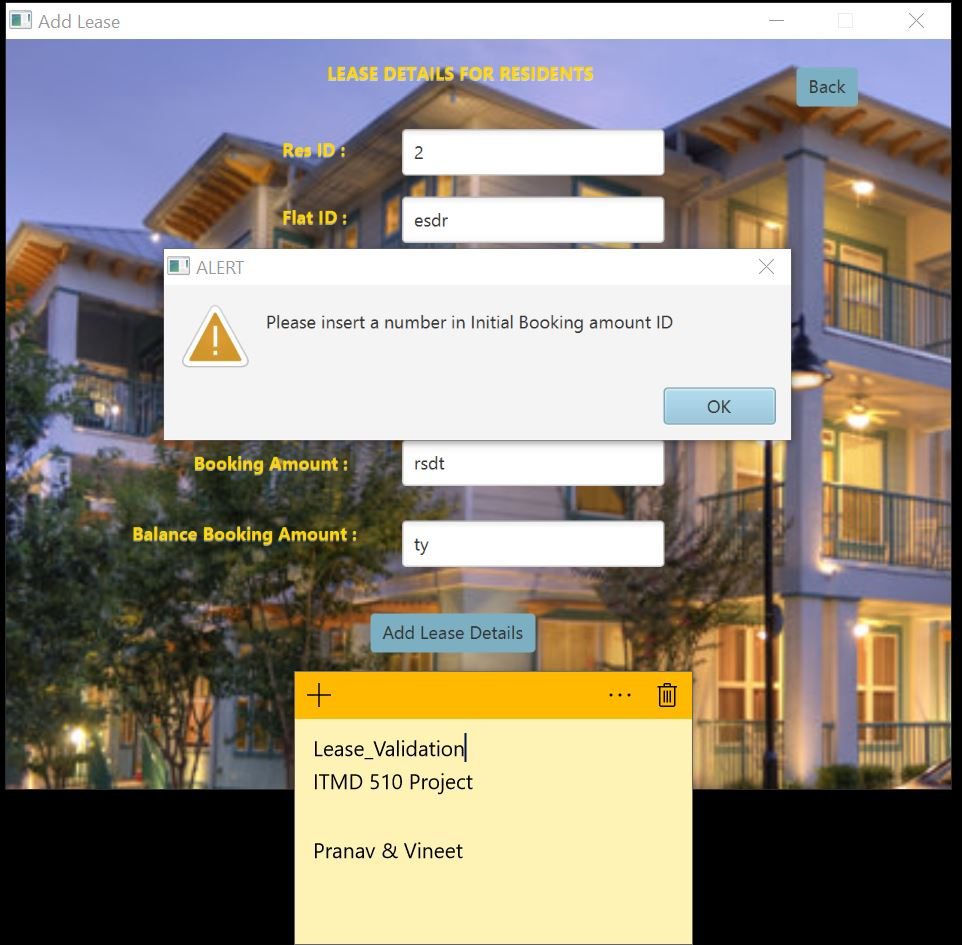 Add Lease
LEASE DETAILS FOR RESIDENTS
Back
Res ID : 2
Flat ID : esdr
ALERT
Please insert a number in Initial Booking amount ID
OK
Booking Amount : rsdt
Balance Booking Amount : ty
Add Lease Details
Lease_Validation
ITMD 510 Project
Pranav & Vineet